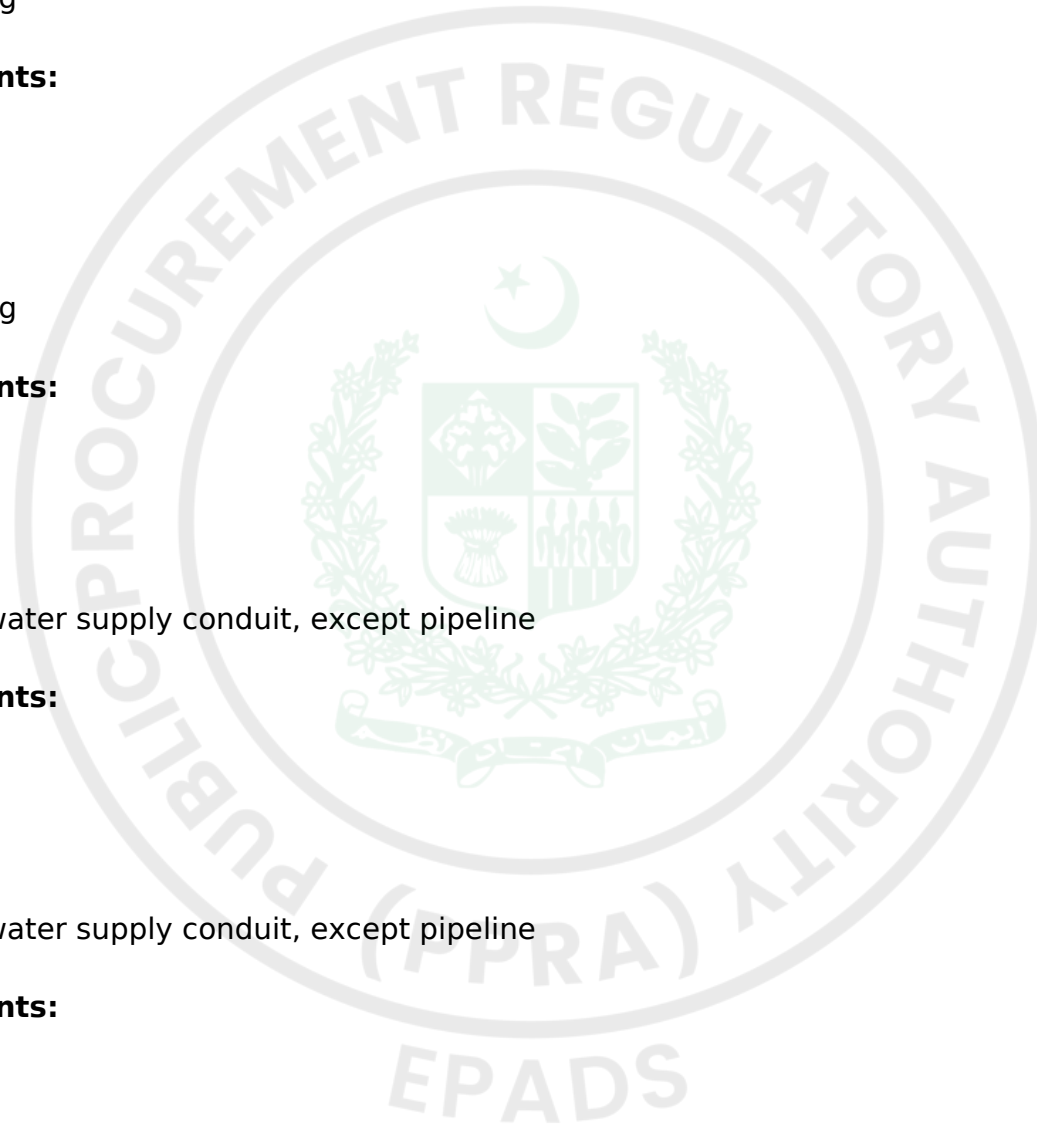 g
nts:
g
nts:
water supply conduit, except pipeline
nts:
water supply conduit, except pipeline
nts:
PUBLIC PROCUREMENT REGULATORY AUTHORITY
(PPRA)
EPADS